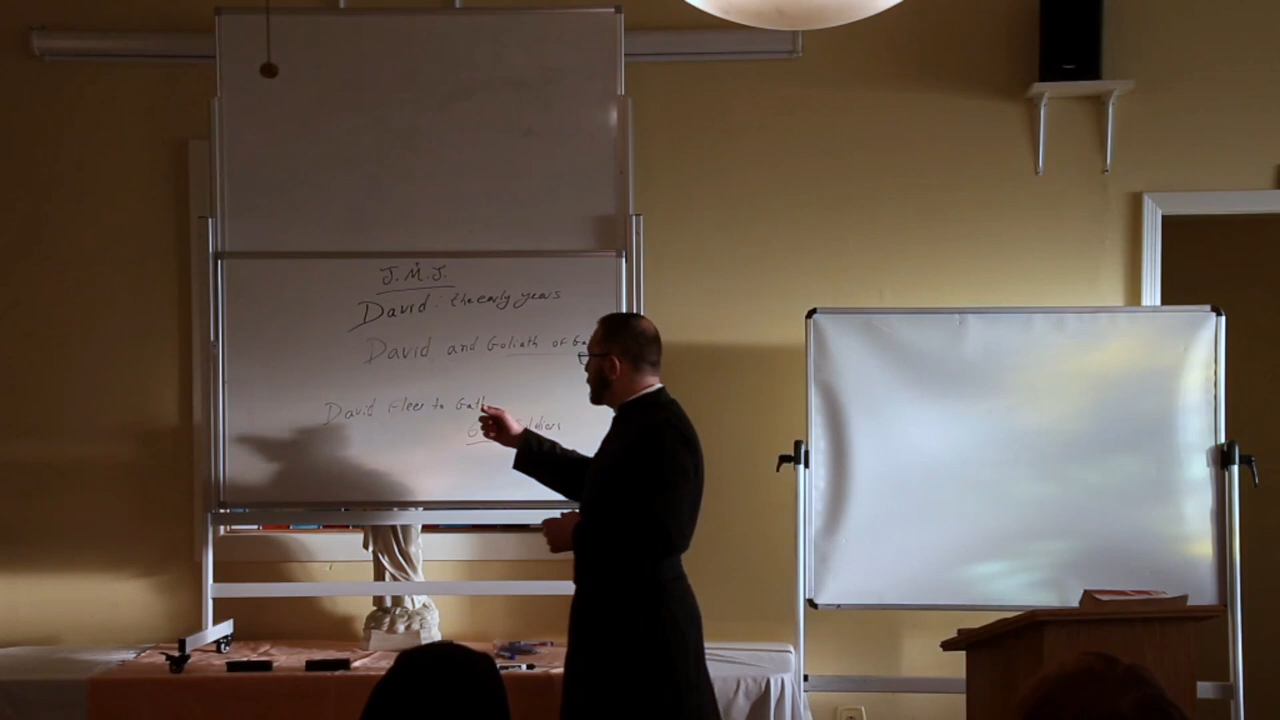 J.M.J.
David: the early years
David and Goliath of
David flees to Gath